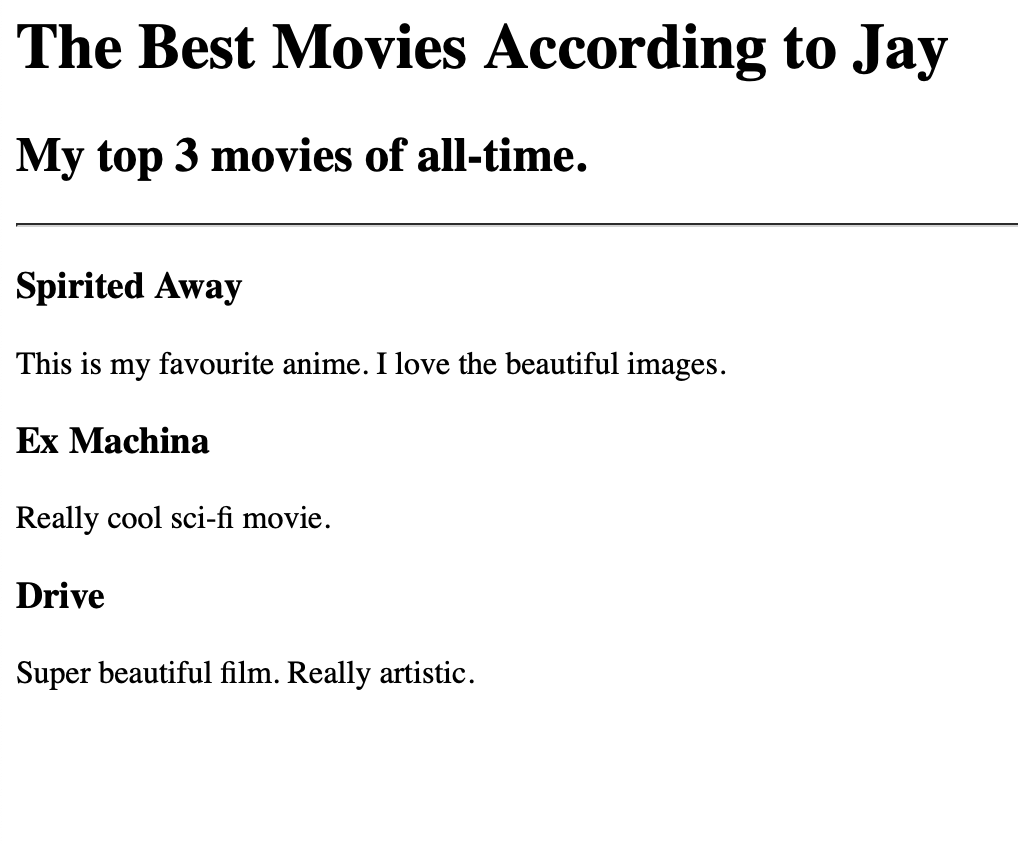 The Best Movies According to Jay
My top 3 movies of all-time.
Spirited Away
This is my favourite anime. I love the beautiful images.
Ex Machina
Really cool sci-fi movie.
Drive
Super beautiful film. Really artistic.